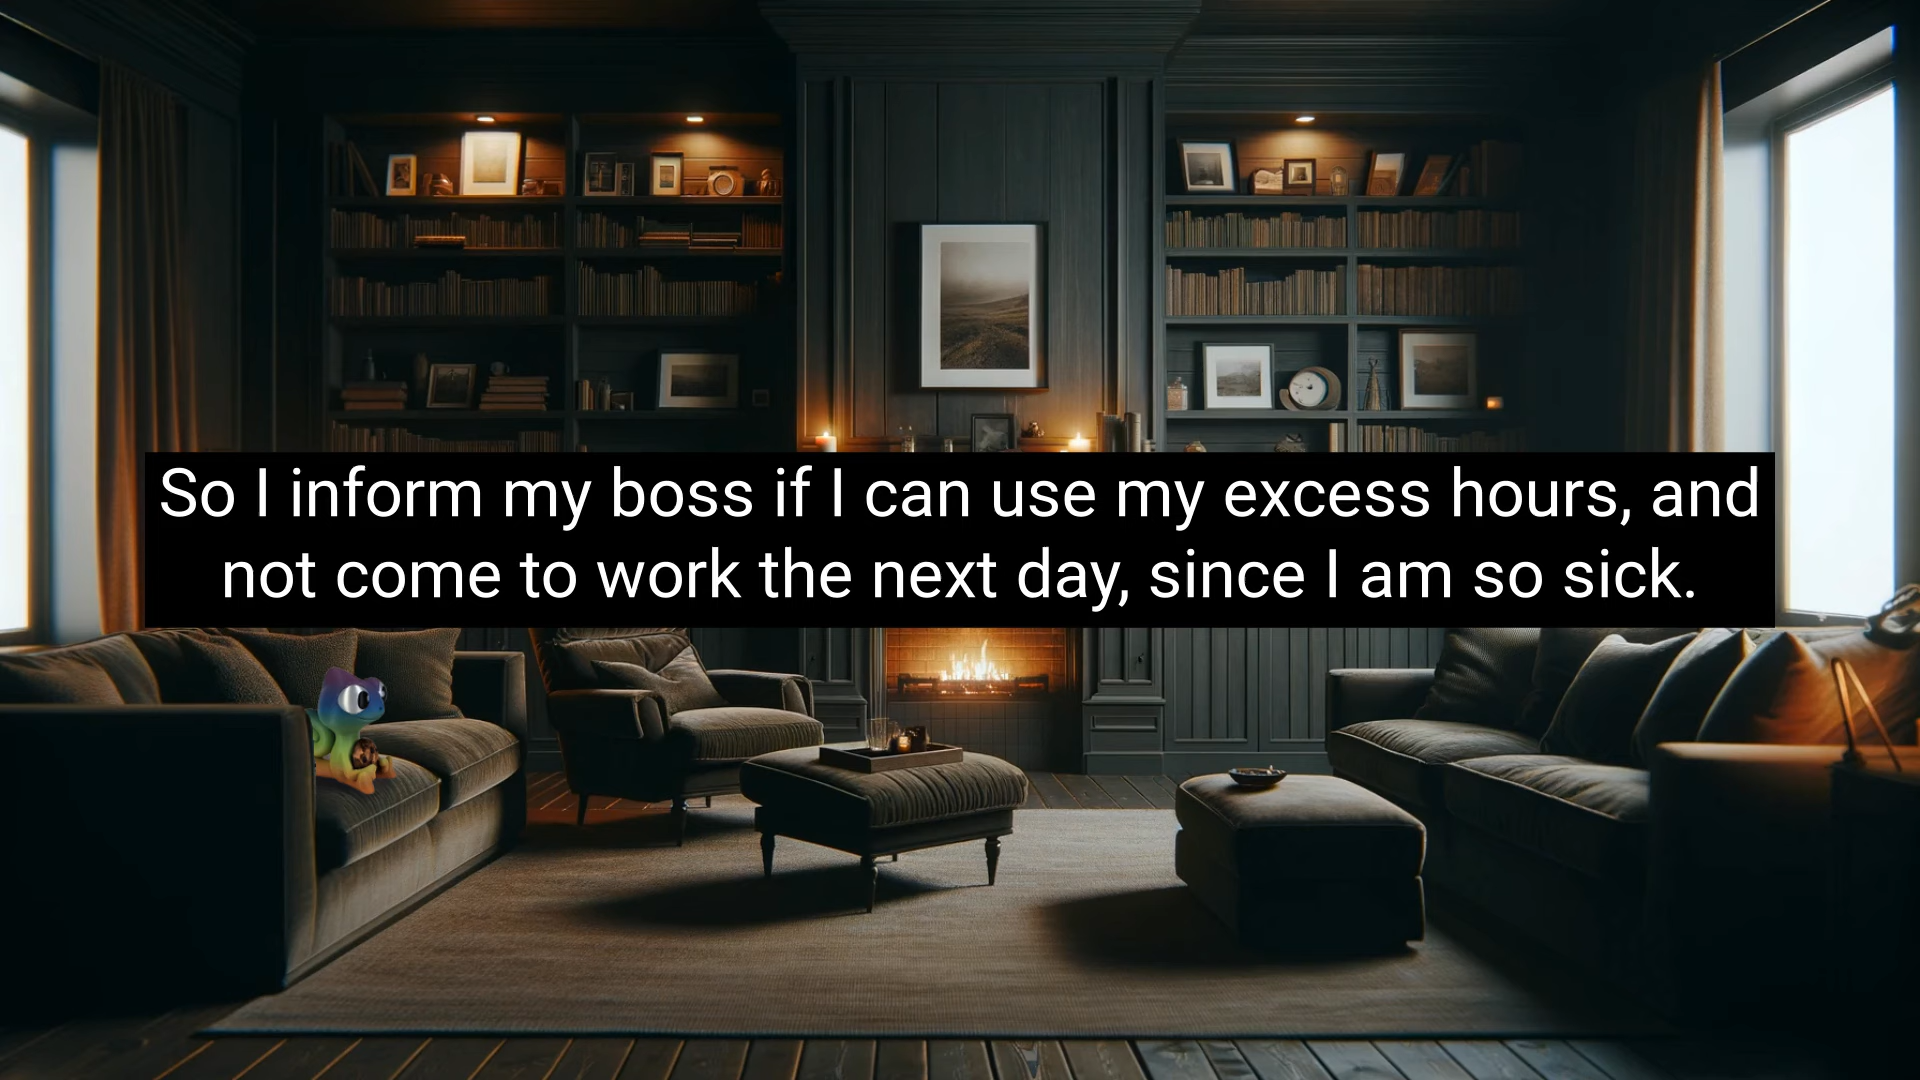 So I inform my boss if I can use my excess hours, and
not come to work the next day, since I am so sick.